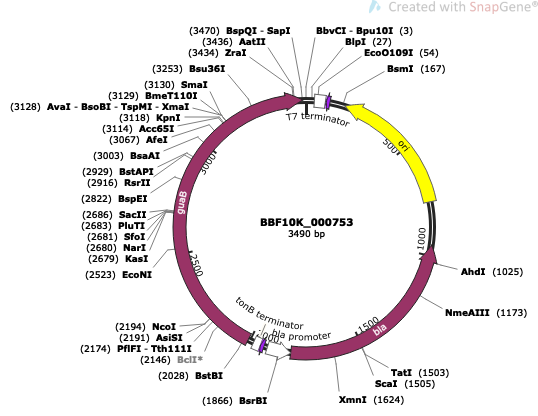 Created with SnapGene®
(3470) BspQI - SapI
(3436) AatII
(3434) ZraI
(3253) Bsu36I
(3130) SmaI
(3129) BmeT110I
(3128) AvaI - BsoBI - TspMI - XmaI
(3118) KpnI
(3114) Acc65I
(3067) AfeI
(3003) BsaAI
(2929) BstAPI
(2916) RsrII
(2822) BspEI
(2686) SacII
(2683) PluTI
(2681) SfoI
(2680) NarI
(2679) KasI
(2523) EcoNI
(2194) NcoI
(2191) AsiSI
(2174) PflFI - Tth111I
(2146) BclI*
(2028) BstBI
(1866) BsrBI
BbvCI - Bpu10I (3)
BlpI (27)
EcoO109I (54)
BsmI (167)
AhdI (1025)
NmeAIII (1173)
TatI (1503)
ScaI (1505)
XmnI (1624)
T7 terminator
ori
500
1000
1500
bla
bla promoter
tonB terminator
2500
guaB
3000
BBF10K_000753
3490 bp